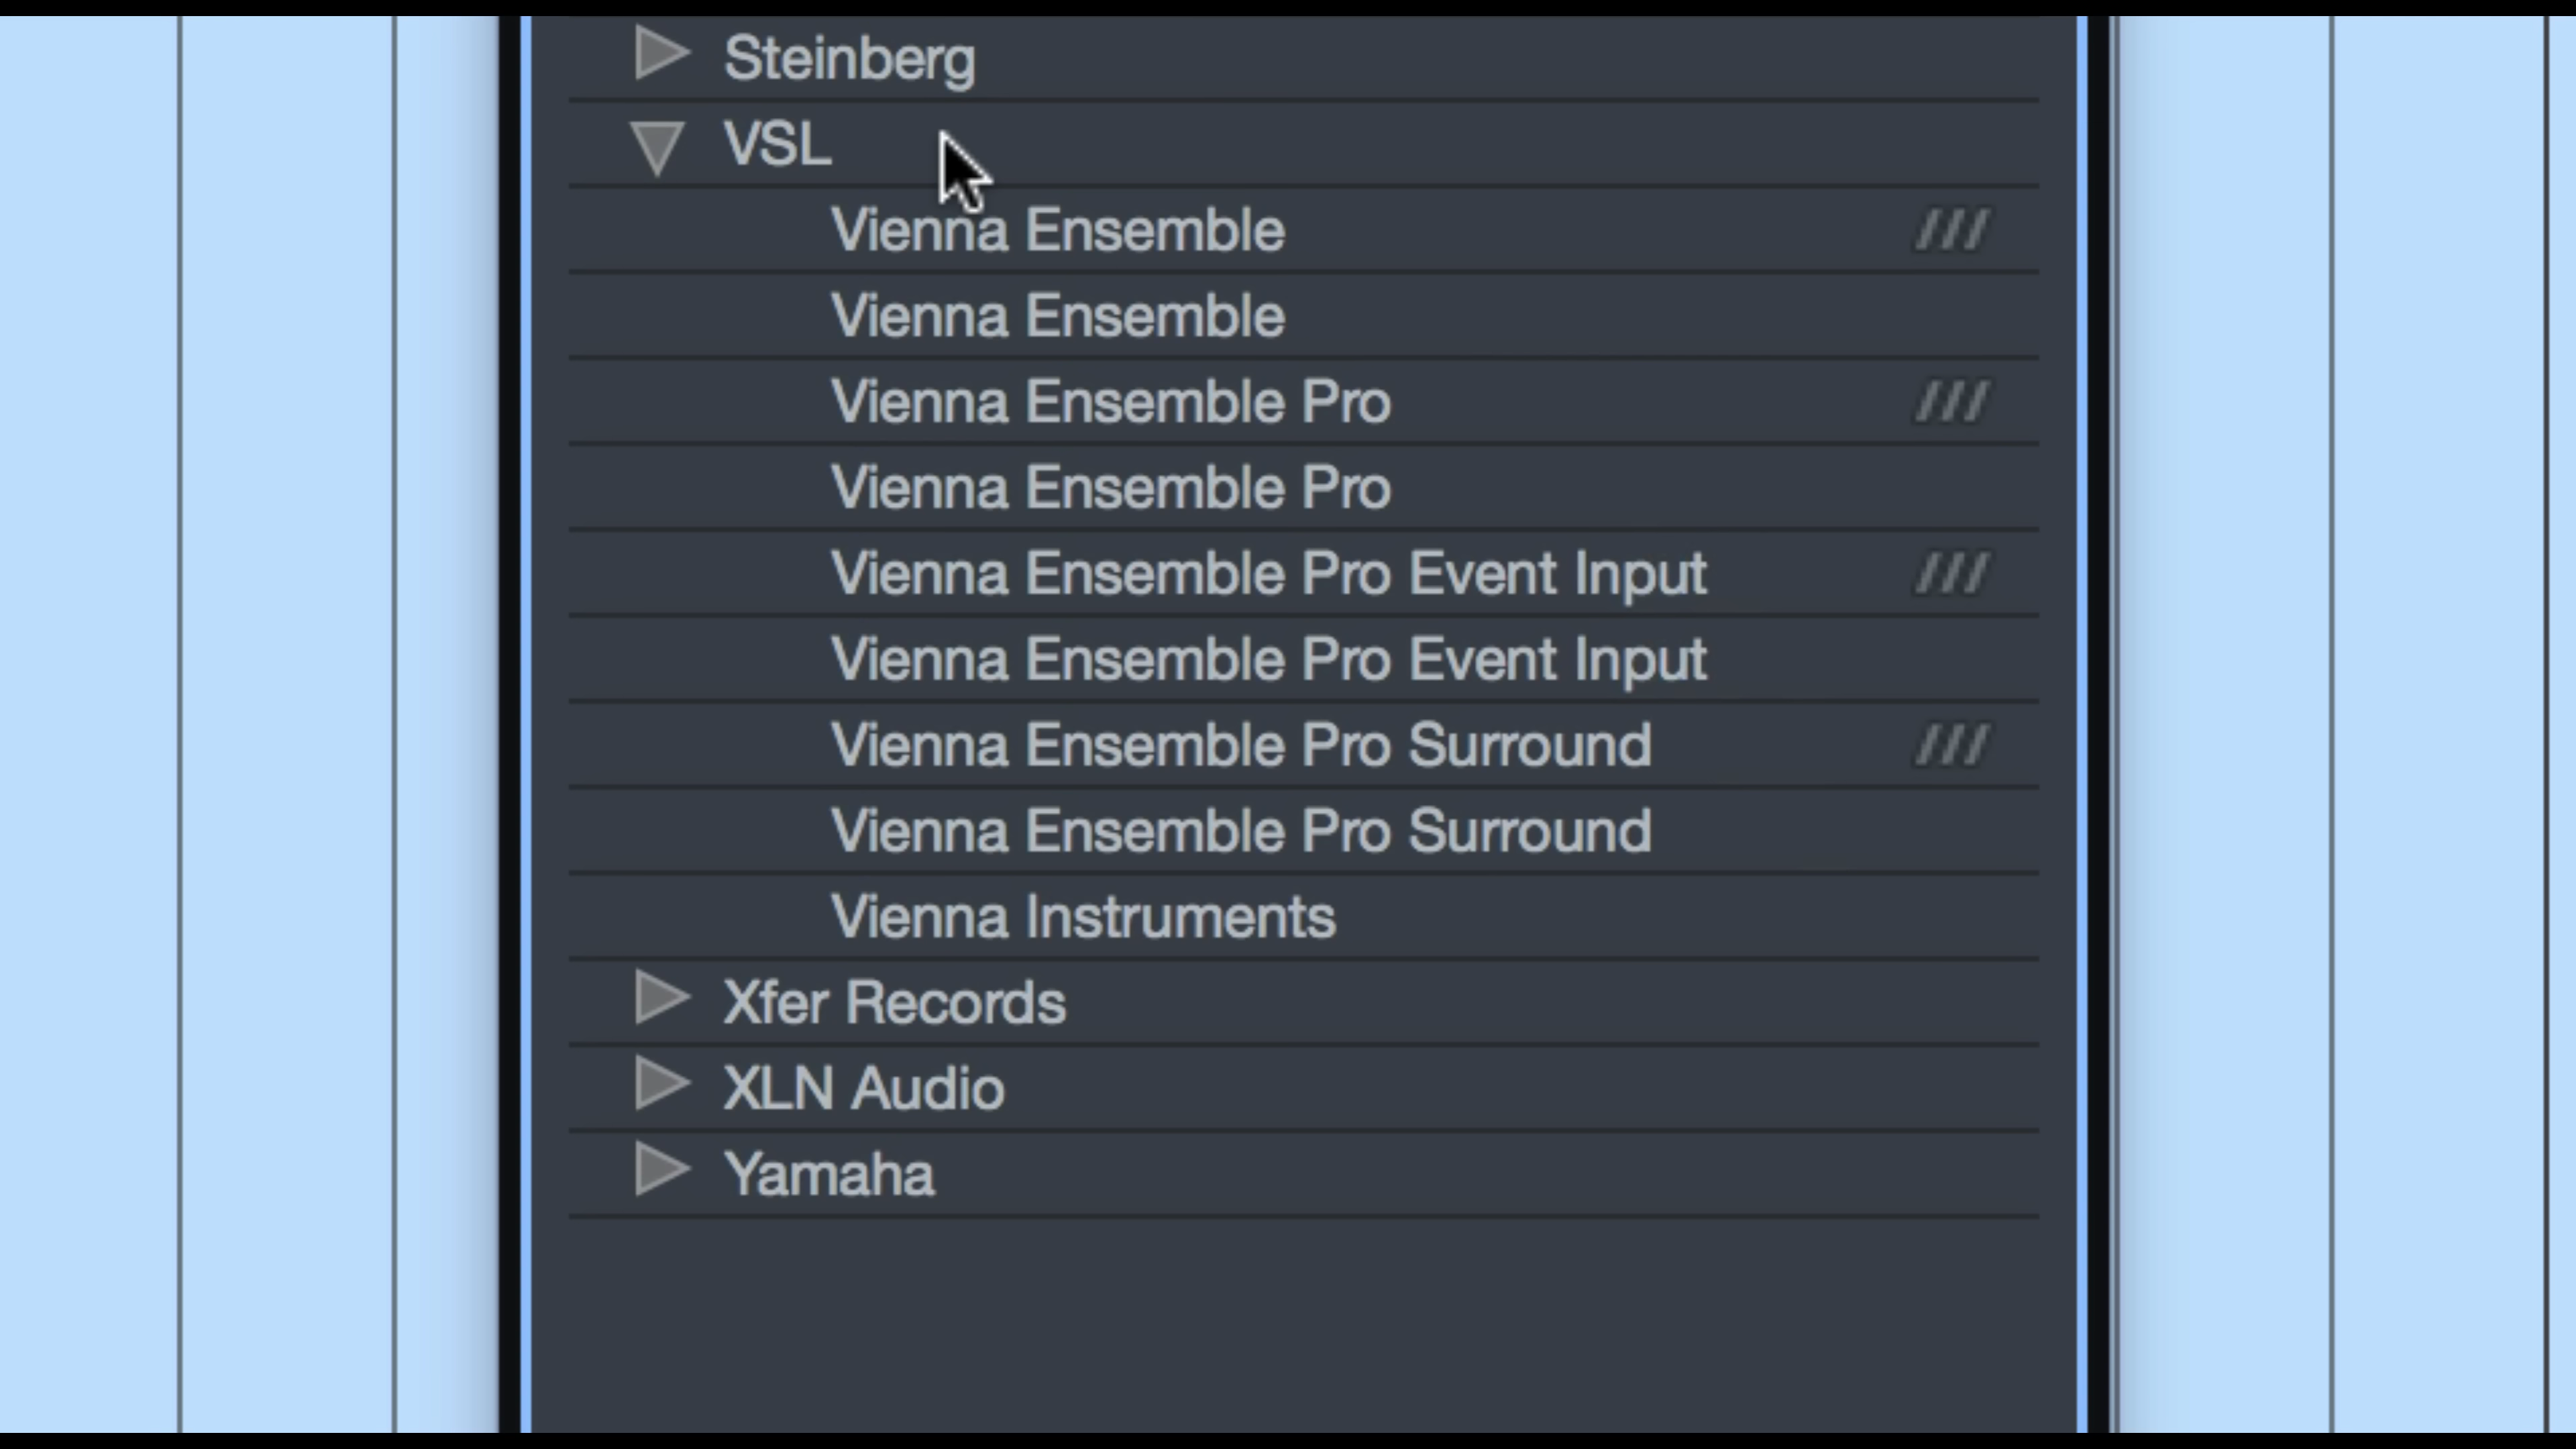 Steinberg
VSL
Vienna Ensemble
Vienna Ensemble
Vienna Ensemble Pro
Vienna Ensemble Pro
Vienna Ensemble Pro Event Input
Vienna Ensemble Pro Event Input
Vienna Ensemble Pro Surround
Vienna Ensemble Pro Surround
Vienna Instruments
Xfer Records
XLN Audio
Yamaha